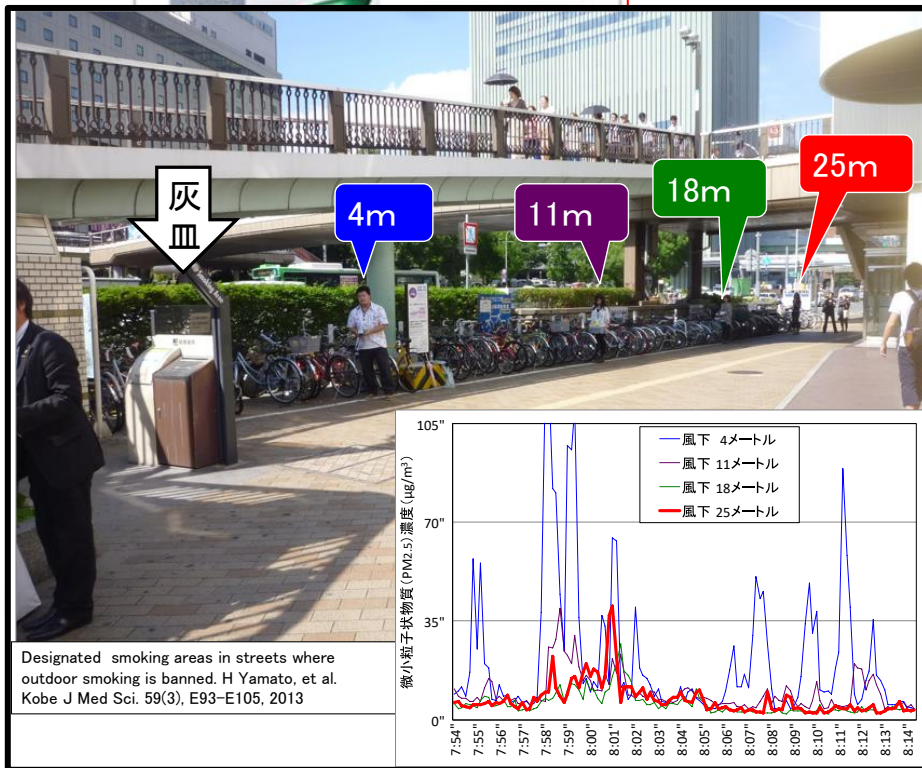 灰
皿
4m
11m
18m
25m
Designated smoking areas in streets where
outdoor smoking is banned. H Yamato, et al.
Kobe J Med Sci. 59(3), E93-E105, 2013
微小粒子状物質(PM2.5)濃度(μg/m³)
105"
70"
35"
0"
風下 4メートル
風下 11メートル
風下 18メートル
風下 25メートル
7:54"
7:55"
7:56"
7:57"
7:58"
7:59"
8:00"
8:01"
8:02"
8:03"
8:04"
8:05"
8:06"
8:07"
8:08"
8:09"
8:10"
8:11"
8:12"
8:13"
8:14"